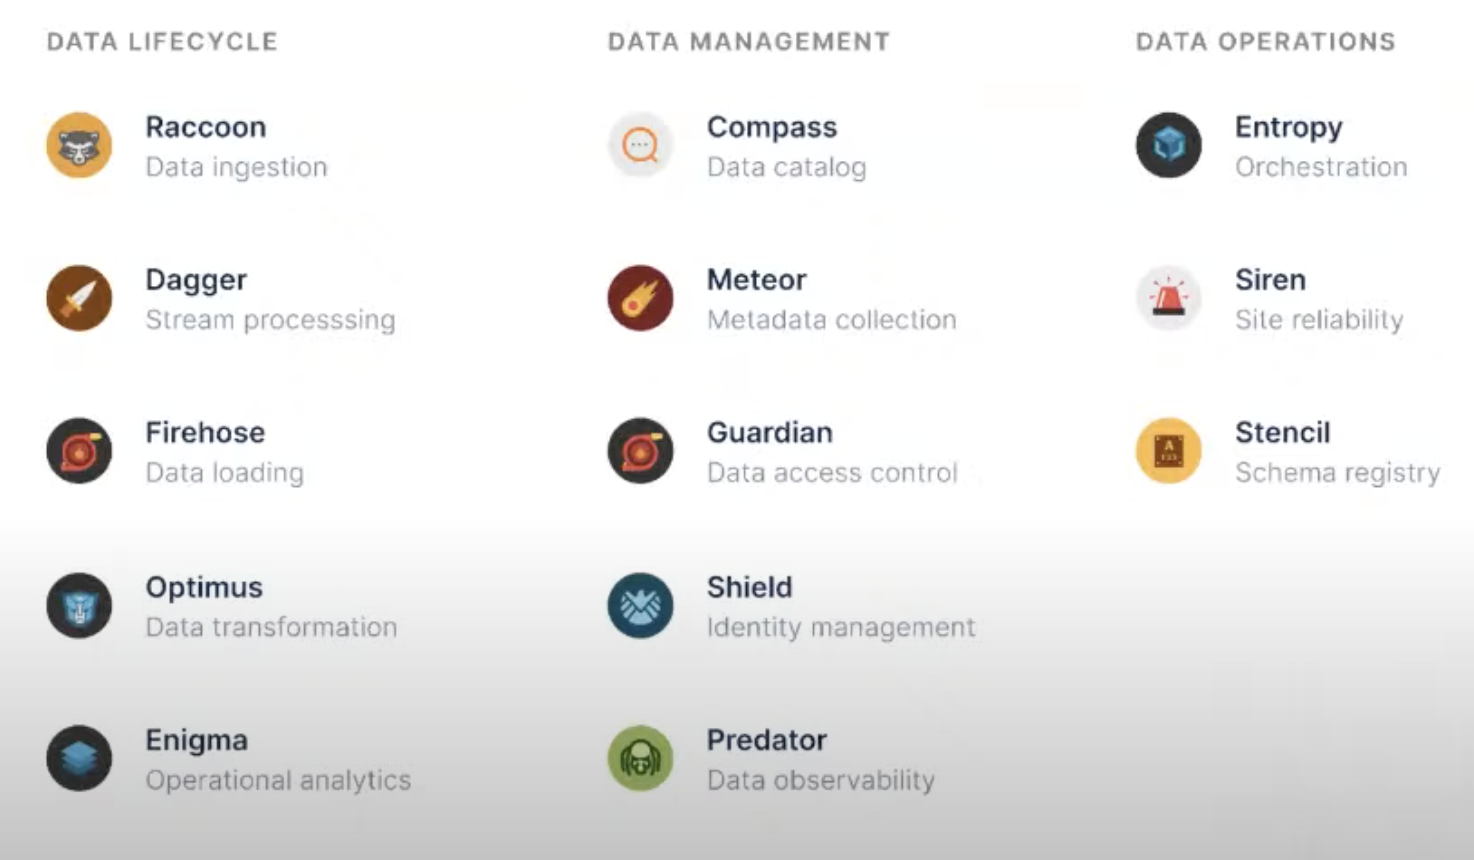 DATA LIFECYCLE
Raccoon
Data ingestion
Dagger
Stream processsing
Firehose
Data loading
Optimus
Data transformation
Enigma
Operational analytics
DATA MANAGEMENT
Compass
Data catalog
Meteor
Metadata collection
Guardian
Data access control
Shield
Identity management
Predator
Data observability
DATA OPERATIONS
Entropy
Orchestration
Siren
Site reliability
Stencil
Schema registry